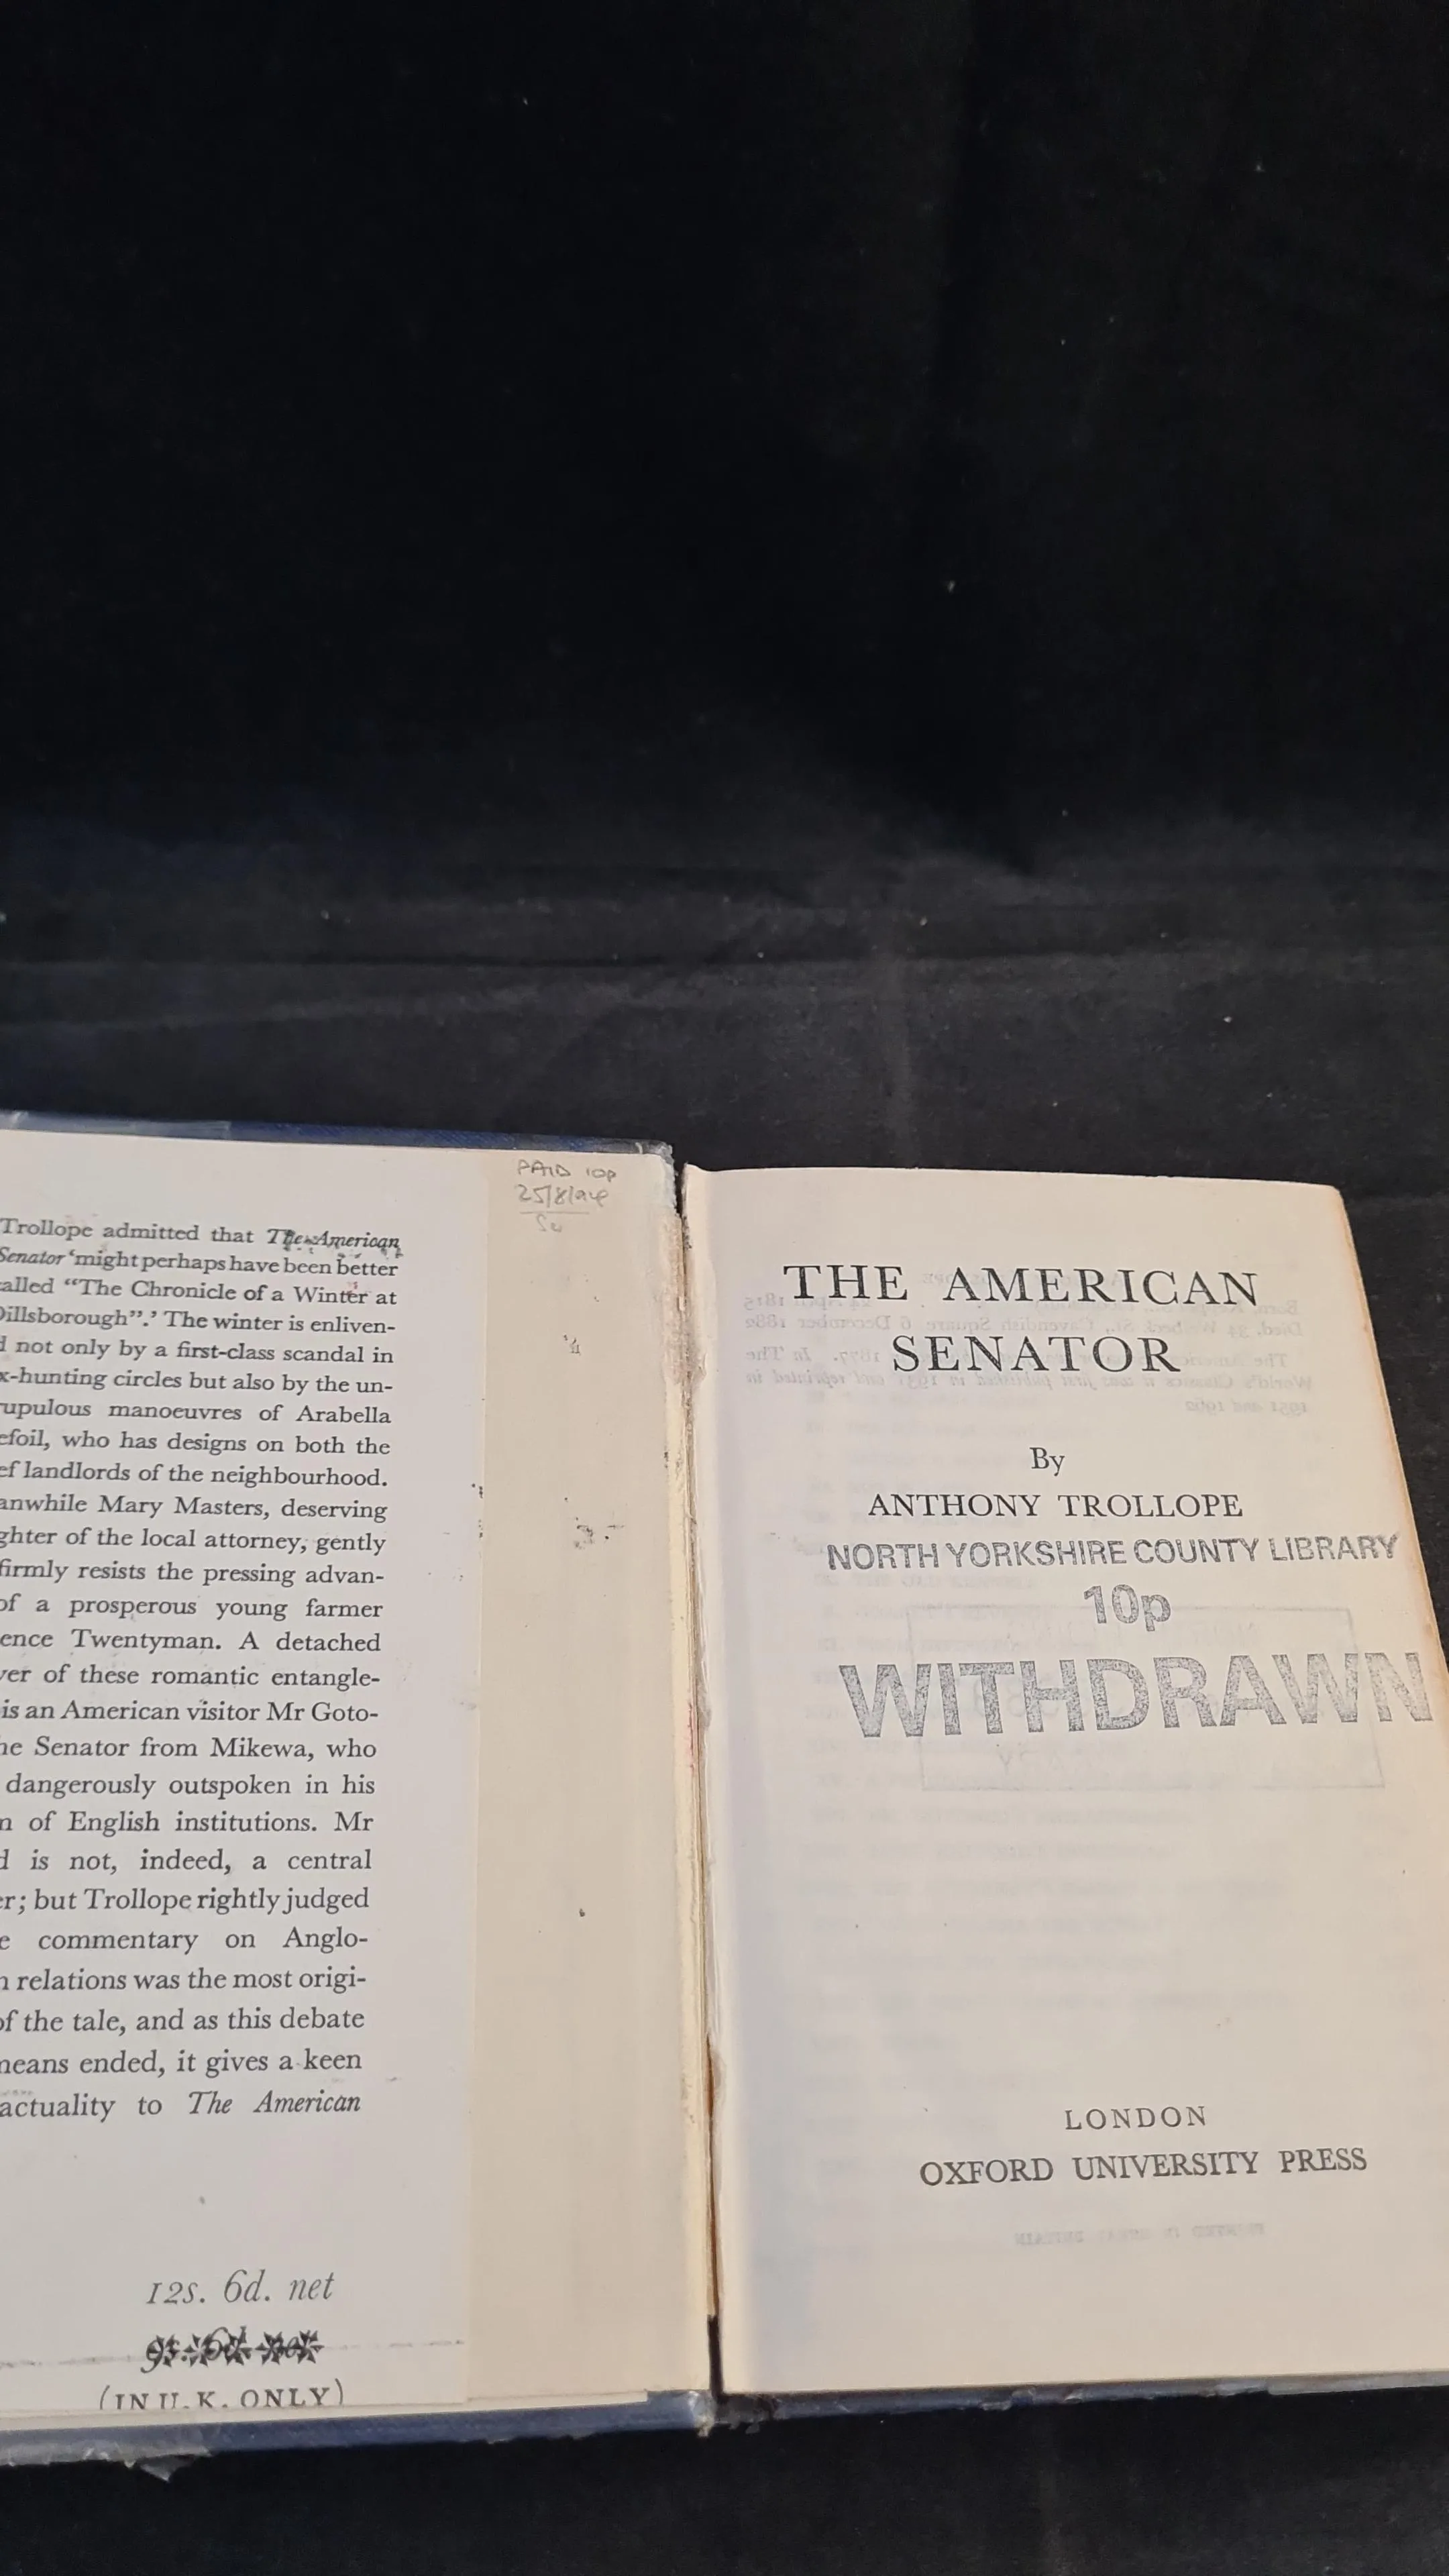 Trollope admitted that The American
Senator 'might perhaps have been better
called "The Chronicle of a Winter at
Dillsborough".' The winter is enliven-
d not only by a first-class scandal in
x-hunting circles but also by the un-
rupulous manoeuvres of Arabella
efoil, who has designs on both the
ef landlords of the neighbourhood.
anwhile Mary Masters, deserving
ghter of the local attorney, gently
firmly resists the pressing advan-
of a prosperous young farmer
ence Twentyman. A detached
ver of these romantic entangle-
is an American visitor Mr Goto-
he Senator from Mikewa, who
dangerously outspoken in his
n of English institutions. Mr
d is not, indeed, a central
er; but Trollope rightly judged
e commentary on Anglo-
n relations was the most origi-
of the tale, and as this debate
means ended, it gives a keen
actuality to The American
12s. 6d. net
(IN U.K. ONLY)
PAID 10p
THE AMERICAN
SENATOR
By
ANTHONY TROLLOPE
NORTH YORKSHIRE COUNTY LIBRARY
10p
WITHDRAWN
LONDON
OXFORD UNIVERSITY PRESS